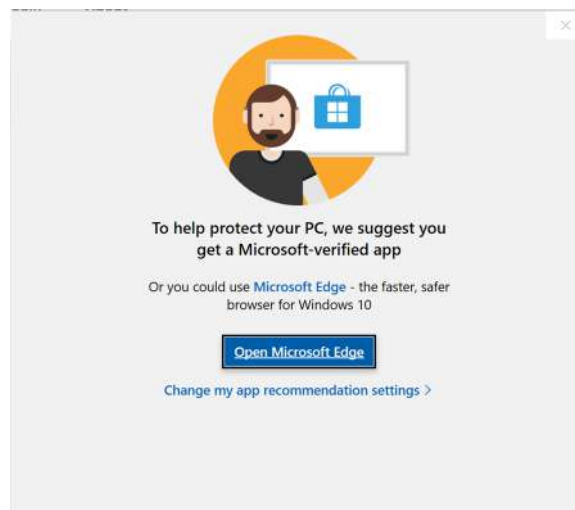 To help protect your PC, we suggest you
get a Microsoft-verified app
Or you could use Microsoft Edge - the faster, safer
browser for Windows 10
Open Microsoft Edge
Change my app recommendation settings >